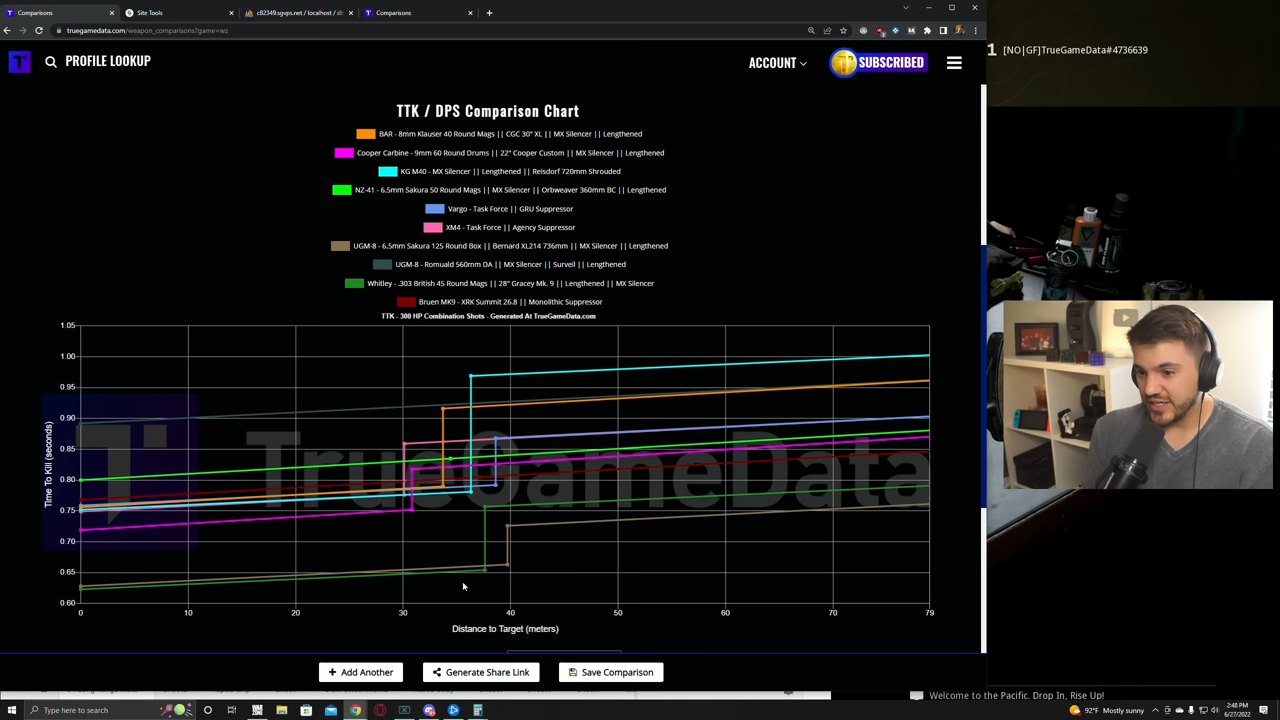 Comparisons
Site Tools
c82349.sgvps.net / localhost / d
Comparisons
truegamedata.com/weapon_comparisons?game=wz
PROFILE LOOKUP
ACCOUNT
SUBSCRIBED
1 [NO|GF]TrueGameData#4736639
TTK / DPS Comparison Chart
BAR - 8mm Klauser 40 Round Mags || CGC 30" XL || MX Silencer || Lengthened
Cooper Carbine - 9mm 60 Round Drums || 22" Cooper Custom || MX Silencer || Lengthened
KG M40 - MX Silencer || Lengthened || Reisdorf 720mm Shrouded
NZ-41 - 6.5mm Sakura 50 Round Mags || MX Silencer || Orbweaver 360mm BC || Lengthened
Vargo - Task Force || GRU Suppressor
XM4 - Task Force || Agency Suppressor
UGM-8 - 6.5mm Sakura 125 Round Box || Bernard XL214 736mm || MX Silencer || Lengthened
UGM-8 - Romuald 560mm DA || MX Silencer || Surveil || Lengthened
Whitley - .303 British 45 Round Mags || 28" Gracey Mk. 9 || Lengthened || MX Silencer
Bruen MK9 - XRK Summit 26.8 || Monolithic Suppressor
TTK - 300 HP Combination Shots - Generated At TrueGameData.com
1.05
1.00
0.95
0.90
0.85
0.80
0.75
0.70
0.65
0.60
Time To Kill (seconds)
TrueGameData
0 10 20 30 40 50 60 70 79
Distance to Target (meters)
+ Add Another
Generate Share Link
Save Comparison
Welcome to the Pacific. Drop In, Rise Up!
Type here to search
WAR
ZONE
92°F Mostly sunny
2:48 PM
6/27/2022